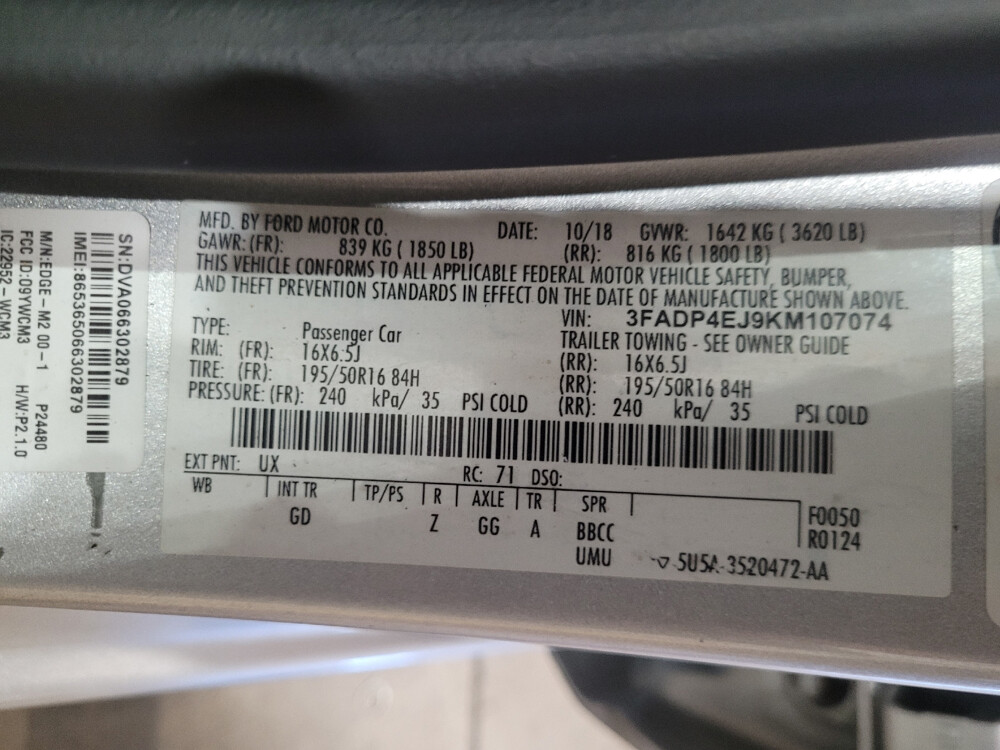 SN:DVA066302879
IMEI:865365066302879
M/N:EDGE-M2 00-1 P24480
FCC ID:O9YWCM3 H/W:P2.1.0
IC:22952-WCM3
MFD. BY FORD MOTOR CO. DATE: 10/18 GVWR: 1642 KG ( 3620 LB)
GAWR:(FR): 839 KG ( 1850 LB) (RR): 816 KG ( 1800 LB)
THIS VEHICLE CONFORMS TO ALL APPLICABLE FEDERAL MOTOR VEHICLE SAFETY, BUMPER,
AND THEFT PREVENTION STANDARDS IN EFFECT ON THE DATE OF MANUFACTURE SHOWN ABOVE.
VIN: 3FADP4EJ9KM107074
TYPE: Passenger Car TRAILER TOWING - SEE OWNER GUIDE
RIM: (FR): 16X6.5J (RR): 16X6.5J
TIRE: (FR): 195/50R16 84H (RR): 195/50R16 84H
PRESSURE: (FR): 240 kPa/ 35 PSI COLD (RR): 240 kPa/ 35 PSI COLD
EXT PNT: UX RC: 71 DSO:
WB INT TR TP/PS R AXLE TR SPR F0050
GD Z GG A BBCC R0124
UMU 5U5A-3520472-AA